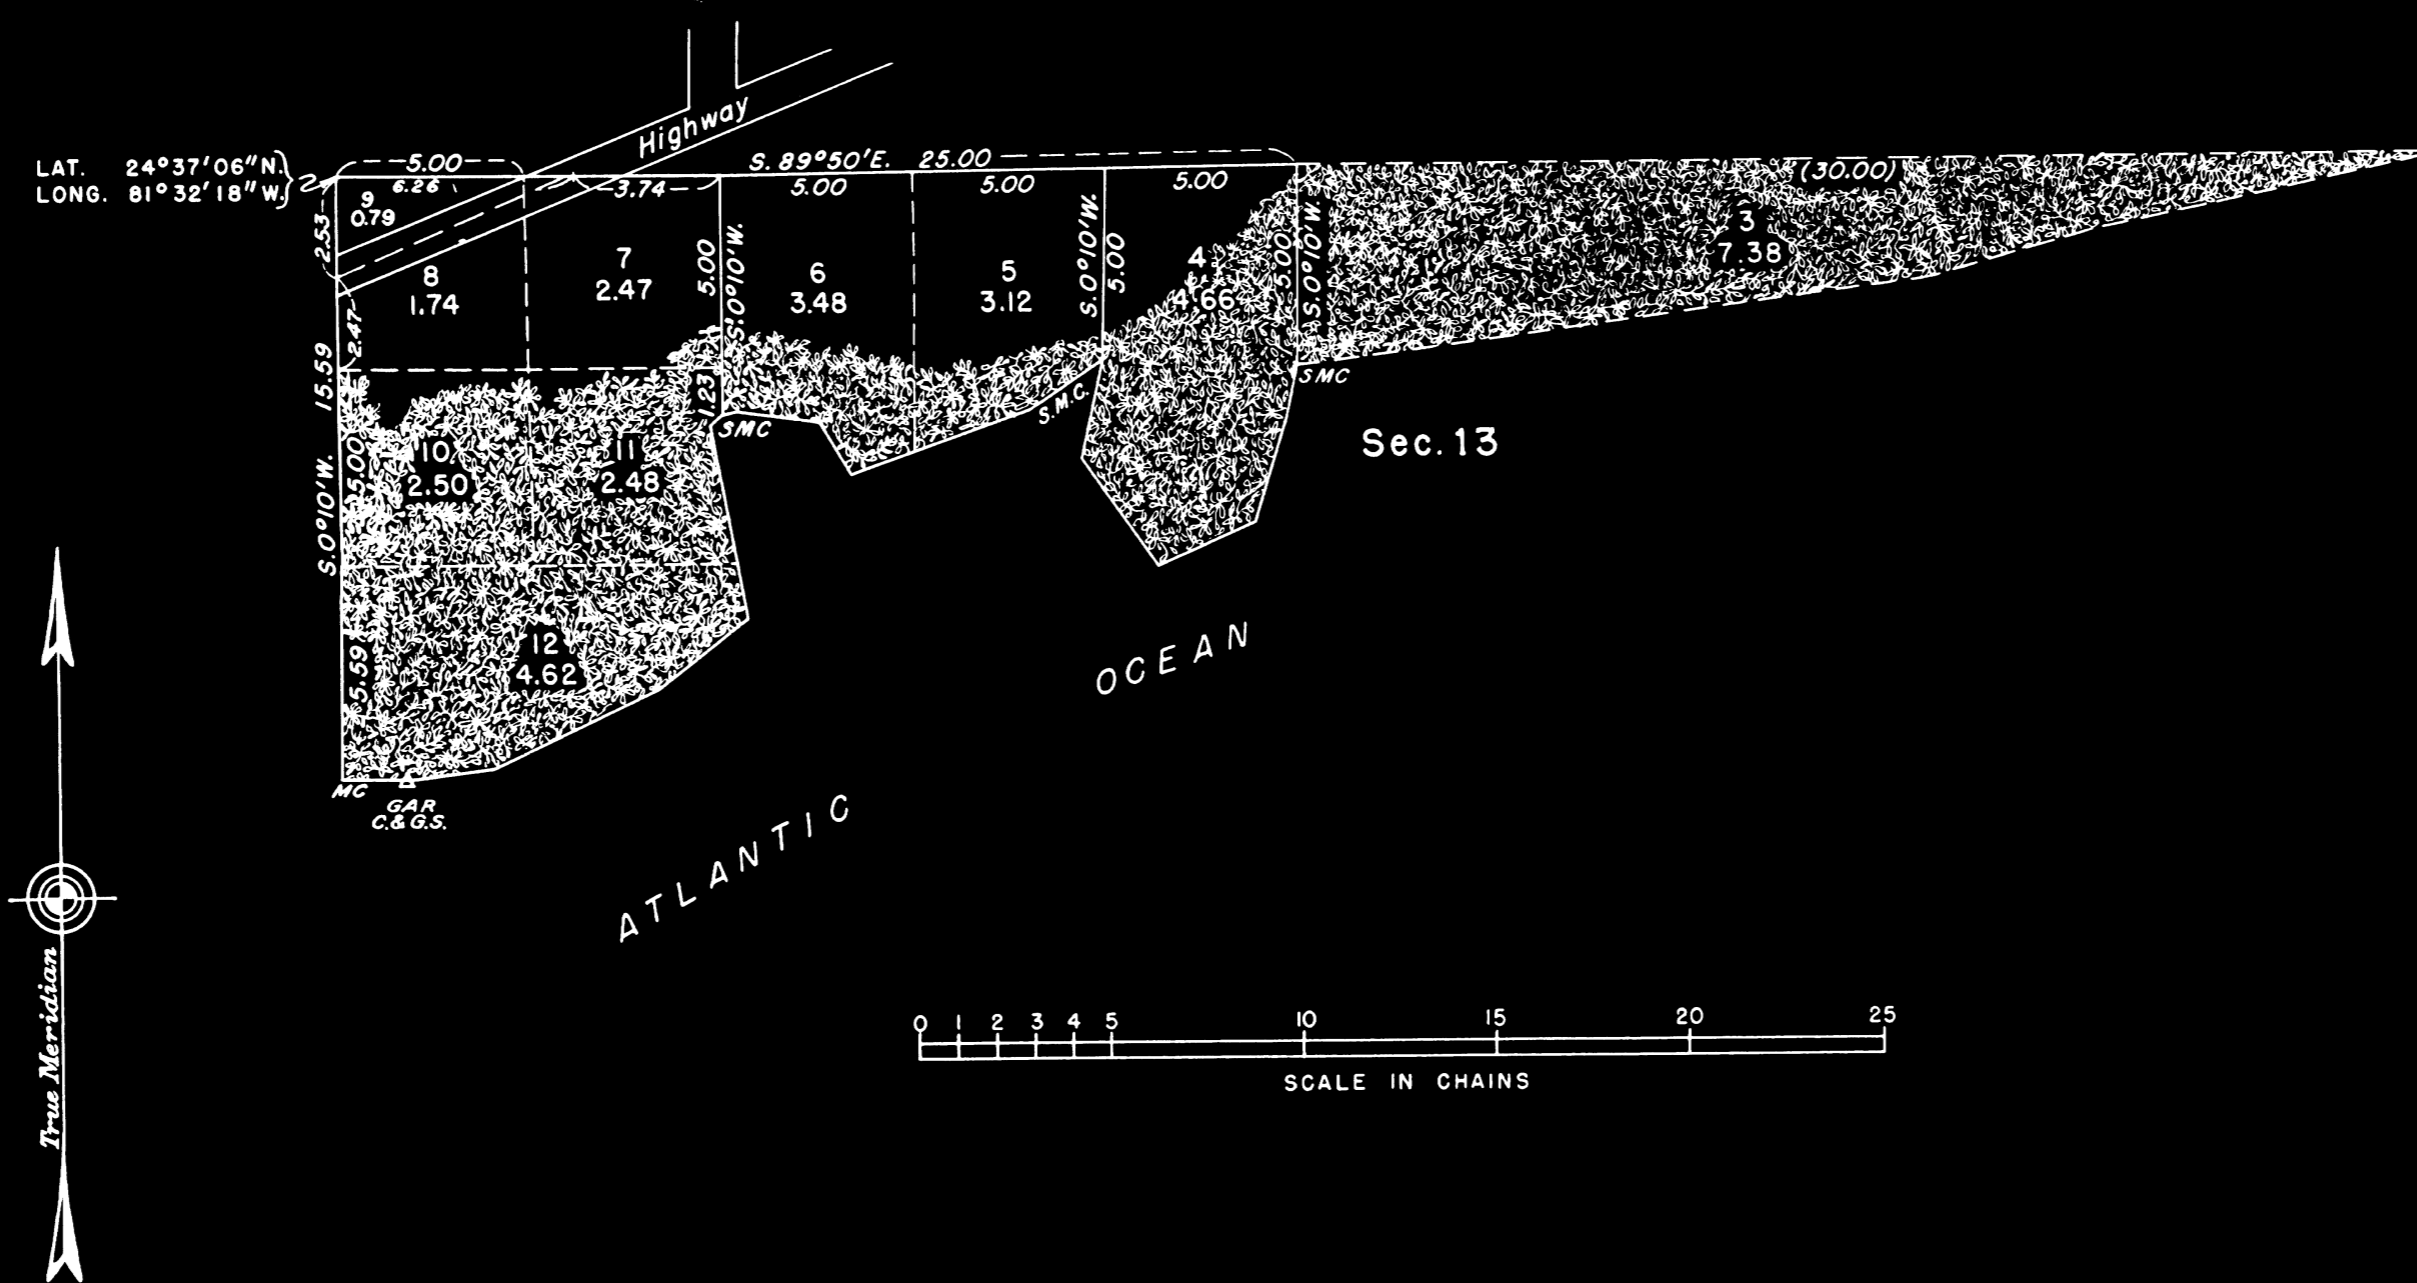 Highway
LAT. 24°37'06"N.
LONG. 81°32'18"W.
5.00
S. 89°50'E. 25.00
6.26
3.74
5.00
5.00
5.00
(30.00)
9
0.79
2.53
8
1.74
7
2.47
5.00
S.0°10'W.
6
3.48
5
3.12
S.0°10'W.
5.00
4
4.66
5.00
S.0°10'W.
3
7.38
2.47
15.59
S.0°10'W.
1.23
SMC
S.M.C.
SMC
Sec. 13
5.00
10
2.50
11
2.48
12
4.62
5.59
MC
GAR
C.& G.S.
ATLANTIC OCEAN
True Meridian
0 1 2 3 4 5 10 15 20 25
SCALE IN CHAINS